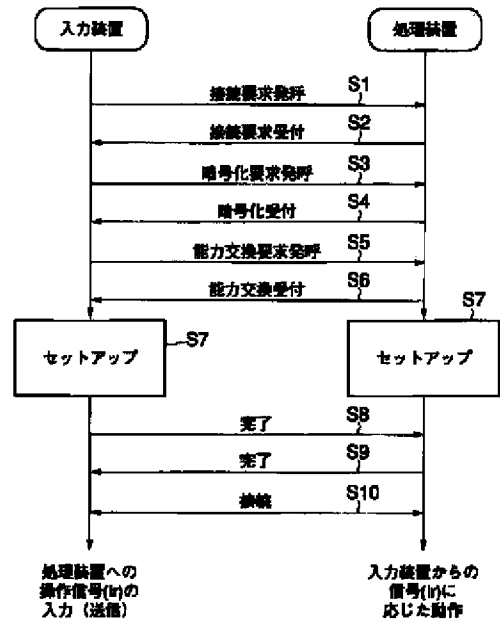 入力装置
処理装置
接続要求発呼
S1
接続要求受付
S2
暗号化要求発呼
S3
暗号化受付
S4
能力交換要求発呼
S5
能力交換受付
S6
セットアップ
S7
セットアップ
S7
完了
S8
完了
S9
接続
S10
処理装置への
操作信号(Ir)の
入力(送信)
入力装置からの
信号(Ir)に
応じた動作